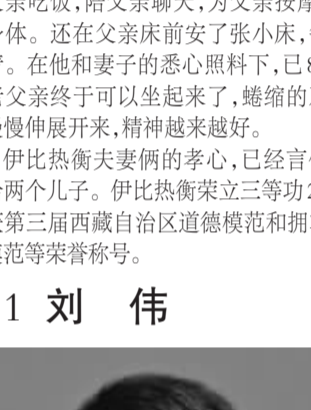 亲吃饭,陪父亲聊天,为父亲按摩
体。还在父亲床前安了张小床,
。在他和妻子的悉心照料下,已8
父亲终于可以坐起来了,蜷缩的
慢伸展开来,精神越来越好。
伊比热衡夫妻俩的孝心,已经言
两个儿子。伊比热衡荣立三等功2
第三届西藏自治区道德模范和拥
范等荣誉称号。
1 刘 伟